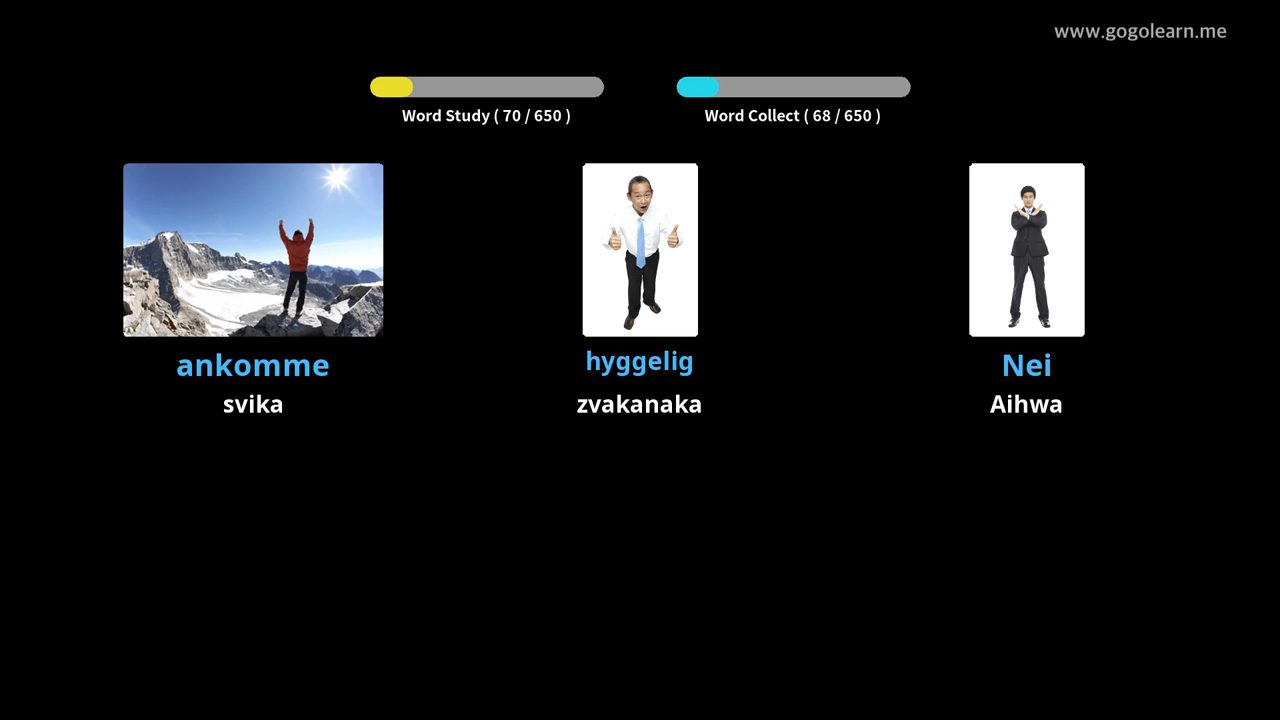 www.gogolearn.me
Word Study ( 70 / 650 )
Word Collect ( 68 / 650 )
ankomme
hyggelig
Nei
svika
zvakanaka
Aihwa